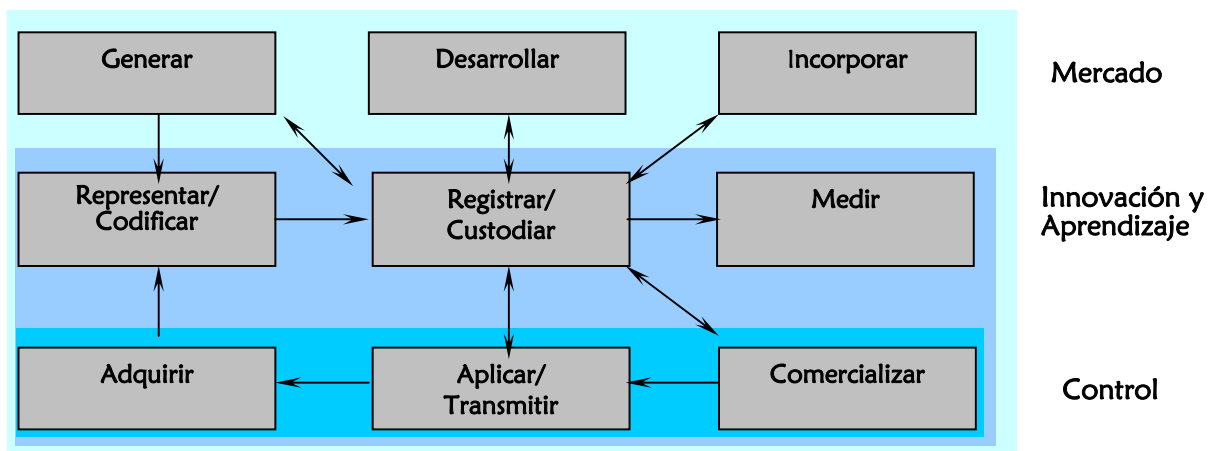 Generar
Desarrollar
Incorporar
Mercado
Representar/
Codificar
Registrar/
Custodiar
Medir
Innovación y
Aprendizaje
Adquirir
Aplicar/
Transmitir
Comercializar
Control